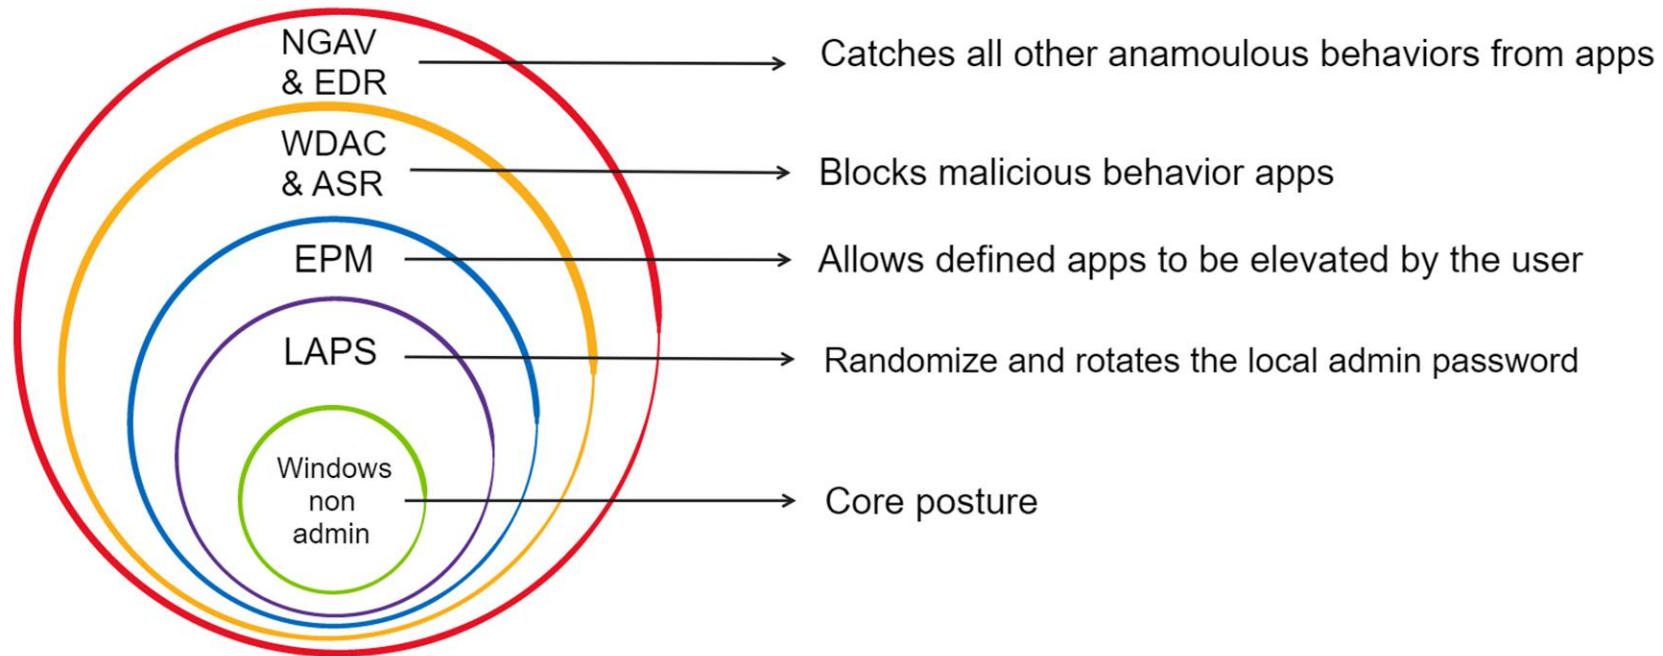 NGAV
& EDR
Catches all other anamoulous behaviors from apps
WDAC
& ASR
Blocks malicious behavior apps
EPM
Allows defined apps to be elevated by the user
LAPS
Randomize and rotates the local admin password
Windows
non
admin
Core posture